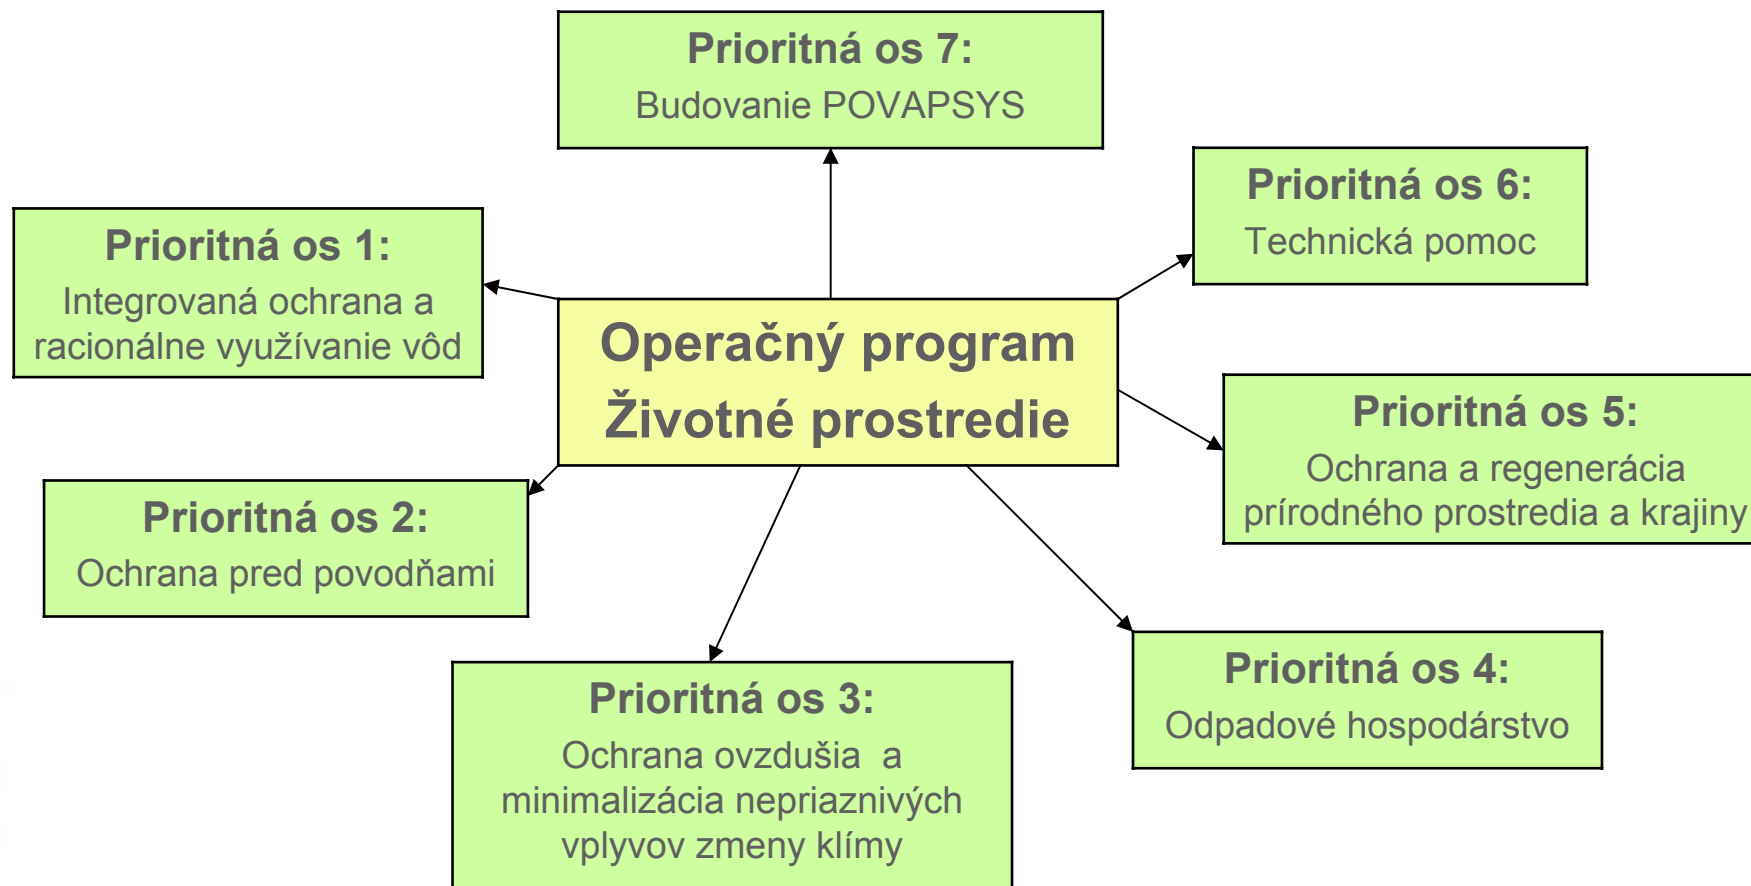 Prioritná os 7:
Budovanie POVAPSYS
Prioritná os 6:
Technická pomoc
Prioritná os 1:
Integrovaná ochrana a
racionálne využívanie vôd
Operačný program
Životné prostredie
Prioritná os 5:
Ochrana a regenerácia
prírodného prostredia a krajiny
Prioritná os 2:
Ochrana pred povodňami
Prioritná os 3:
Ochrana ovzdušia  a
minimalizácia nepriaznivých
vplyvov zmeny klímy
Prioritná os 4:
Odpadové hospodárstvo